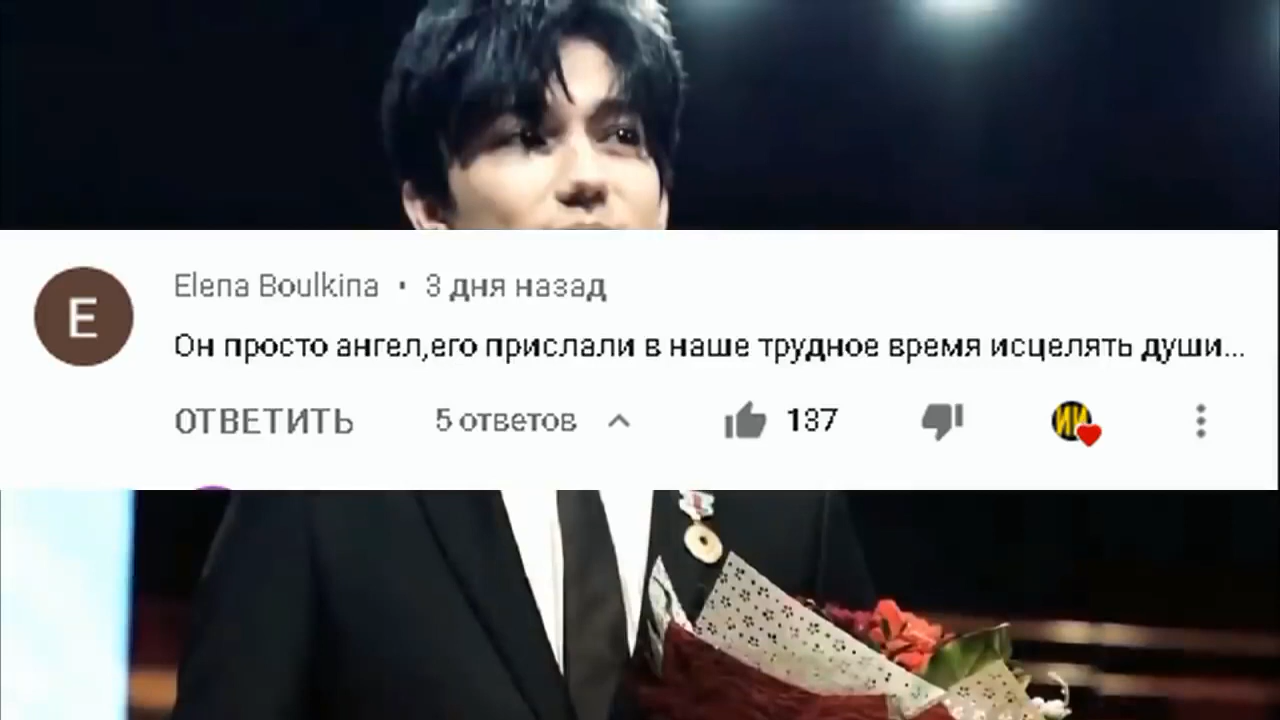 E
Elena Boulkina • 3 дня назад
Он просто ангел,его прислали в наше трудное время исцелять души...
ОТВЕТИТЬ 5 ответов 137
ИИ